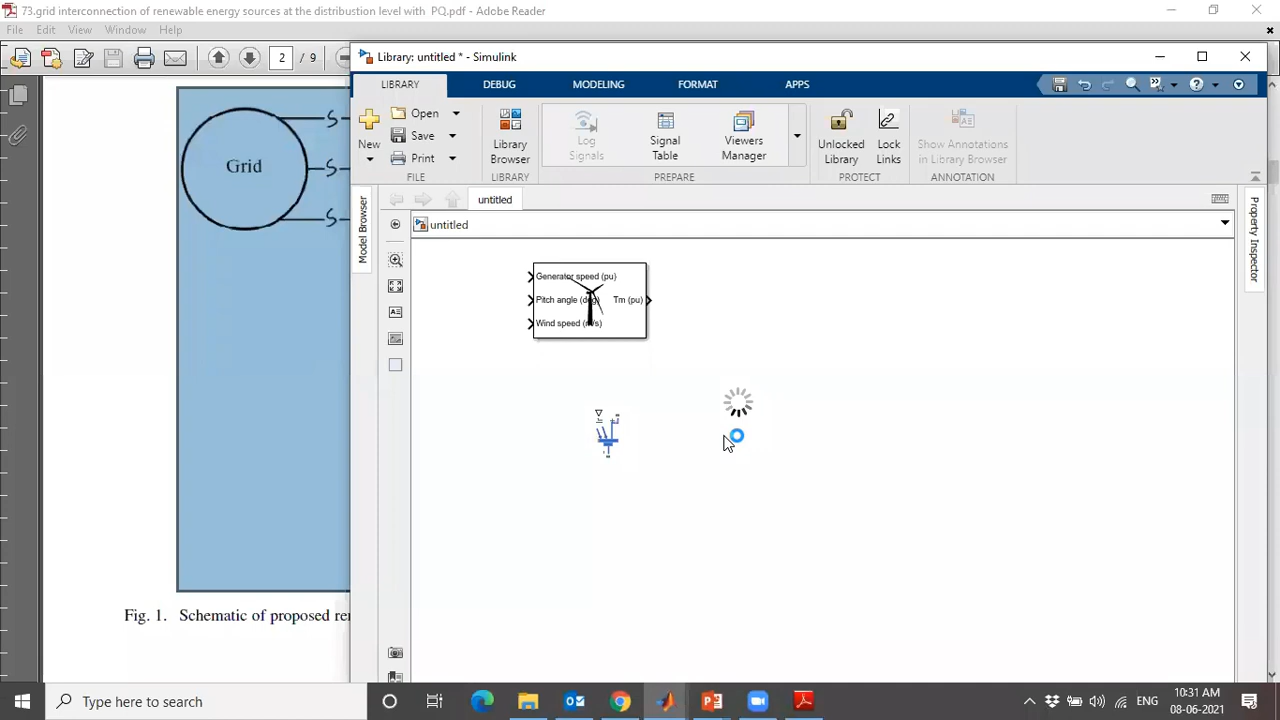 73.grid interconnection of renewable energy sources at the distribustion level with PQ.pdf - Adobe Reader
File Edit View Window Help
2 / 9
Grid
Fig. 1. Schematic of proposed re
Library: untitled * - Simulink
LIBRARY DEBUG MODELING FORMAT APPS
New
Open
Save
Print
FILE
Library Browser
LIBRARY
Log Signals
Signal Table
Viewers Manager
PREPARE
Unlocked Library
Lock Links
PROTECT
Show Annotations in Library Browser
ANNOTATION
untitled
untitled
Model Browser
Property Inspector
Generator speed (pu)
Pitch angle (deg)
Tm (pu)
Wind speed (m/s)
Type here to search
ENG
10:31 AM
08-06-2021